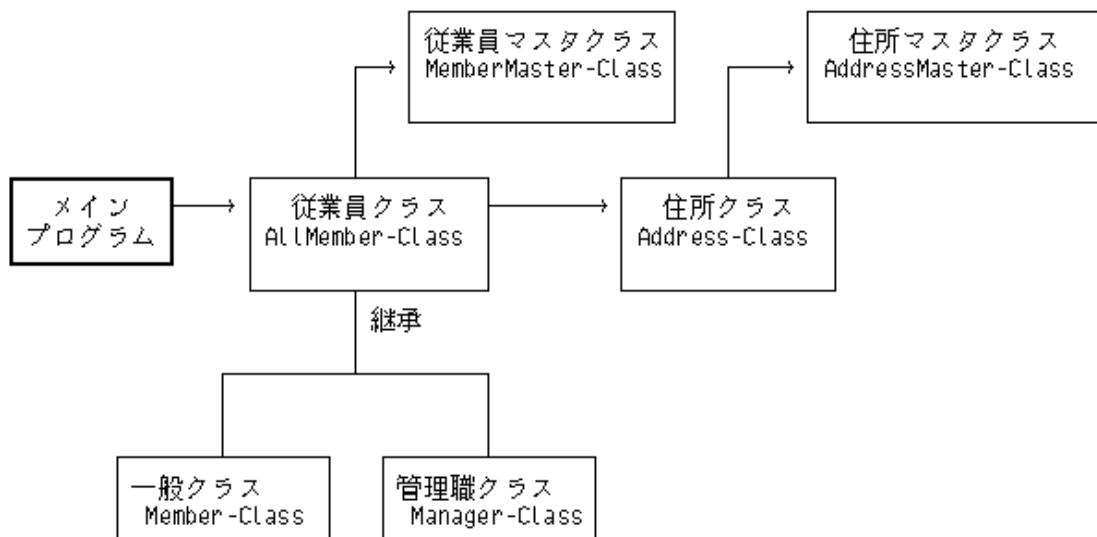 従業員マスタクラス
MemberMaster-Class
住所マスタクラス
AddressMaster-Class
メイン
プログラム
従業員クラス
AllMember-Class
住所クラス
Address-Class
継承
一般クラス
Member-Class
管理職クラス
Manager-Class